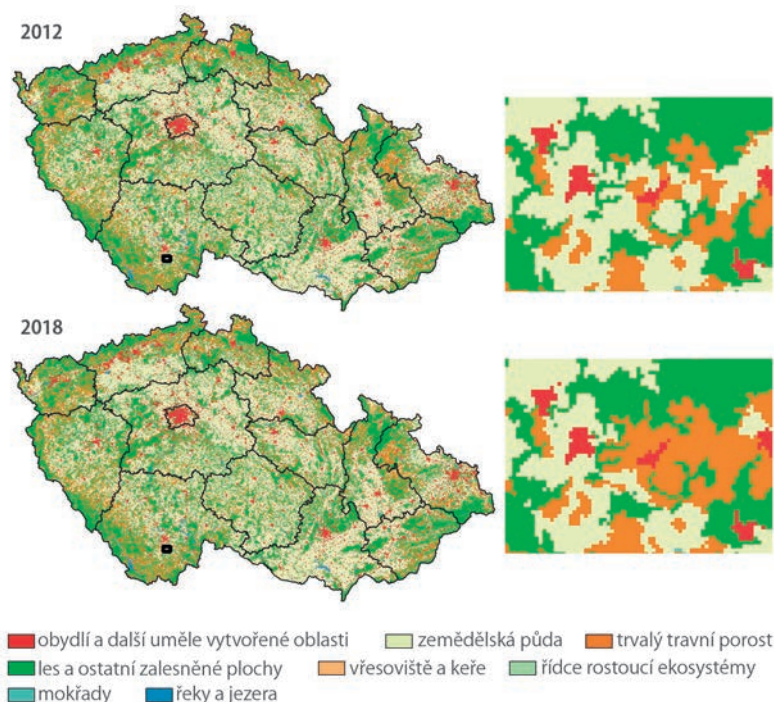 2012
2018
obydlí a další uměle vytvořené oblasti zemědělská půda trvalý travní porost
les a ostatní zalesněné plochy vřesoviště a keře řídce rostoucí ekosystémy
mokřady řeky a jezera